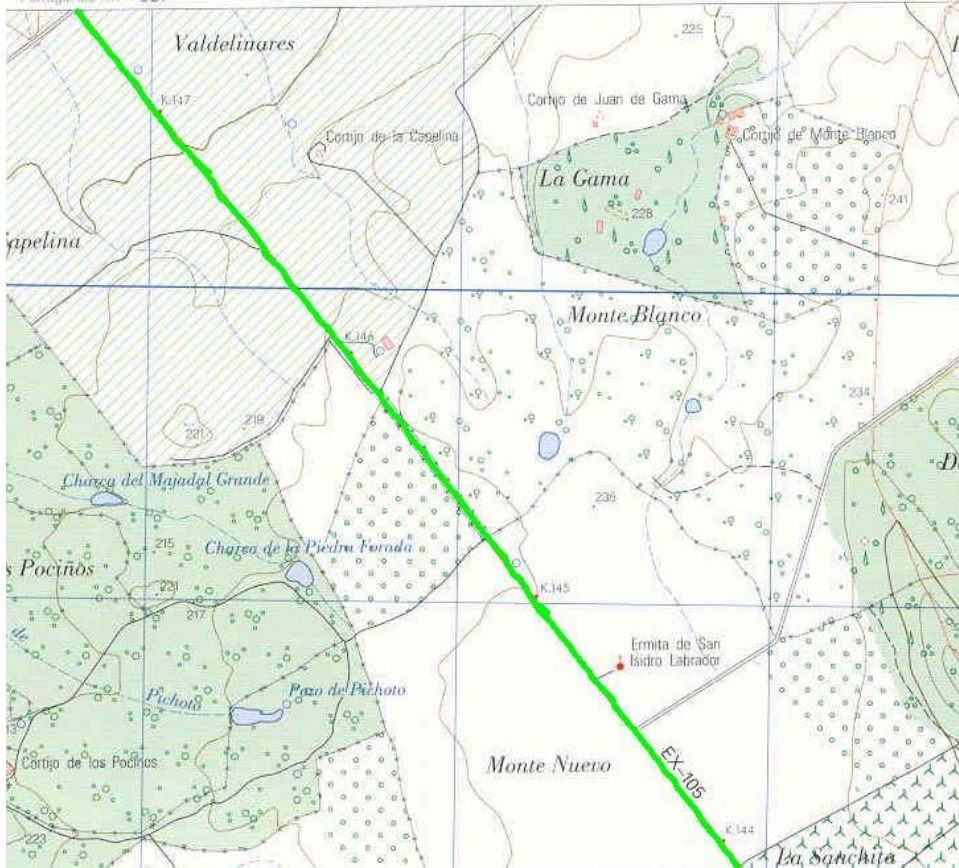 Valdelinares
225
K.147
Cortijo de Juan de Gama
Cortijo de la Capelina
Cortijo de Monte Blanco
La Gama
228
241
apelina
Monte Blanco
K.146
234
221
219
Charca del Majadal Grande
236
215
Charca de la Piedra Forada
s Pociños
221
217
K.145
de
Ermita de San
Isidro Labrador
Pichoto
Pozo de Pichoto
Cortijo de los Pociños
Monte Nuevo
EX-105
223
K.144
La Sanchita